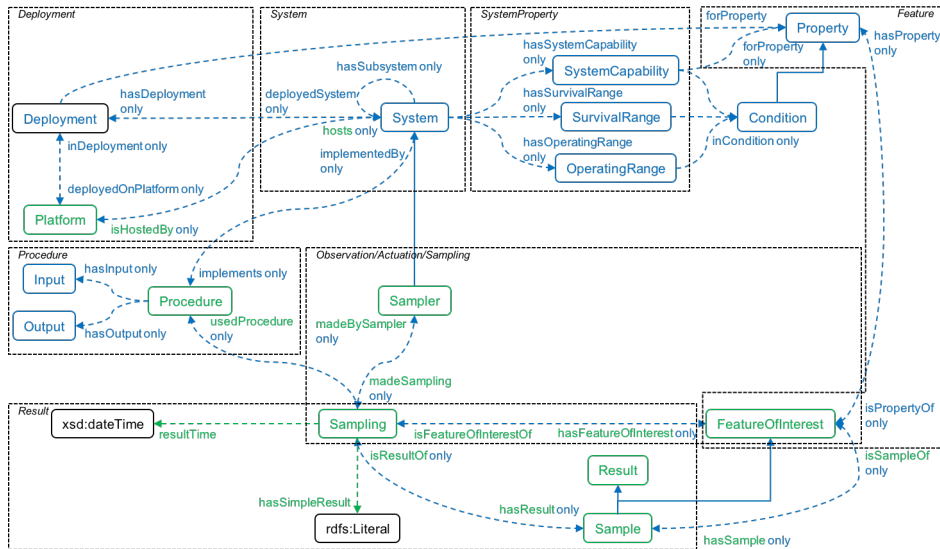 Deployment
System
SystemProperty
Feature
forProperty
Property
hasProperty
only
hasSystemCapability
only
forProperty
only
hasSubsystem only
SystemCapability
hasDeployment
only
deployedSystem
only
hasSurvivalRange
only
Deployment
System
SurvivalRange
Condition
hosts only
inDeployment only
implementedBy
only
hasOperatingRange
only
inCondition only
OperatingRange
deployedOnPlatform only
Platform
isHostedBy only
Procedure
Observation/Actuation/Sampling
hasInput only
Input
implements only
Procedure
Sampler
Output
hasOutput only
usedProcedure
only
madeBySampler
only
madeSampling
only
Result
xsd:dateTime
resultTime
Sampling
isFeatureOfInterestOf
hasFeatureOfInterest only
FeatureOfInterest
isPropertyOf
only
isResultOf only
isSampleOf
only
Result
hasSimpleResult
hasResult only
rdfs:Literal
Sample
hasSample only